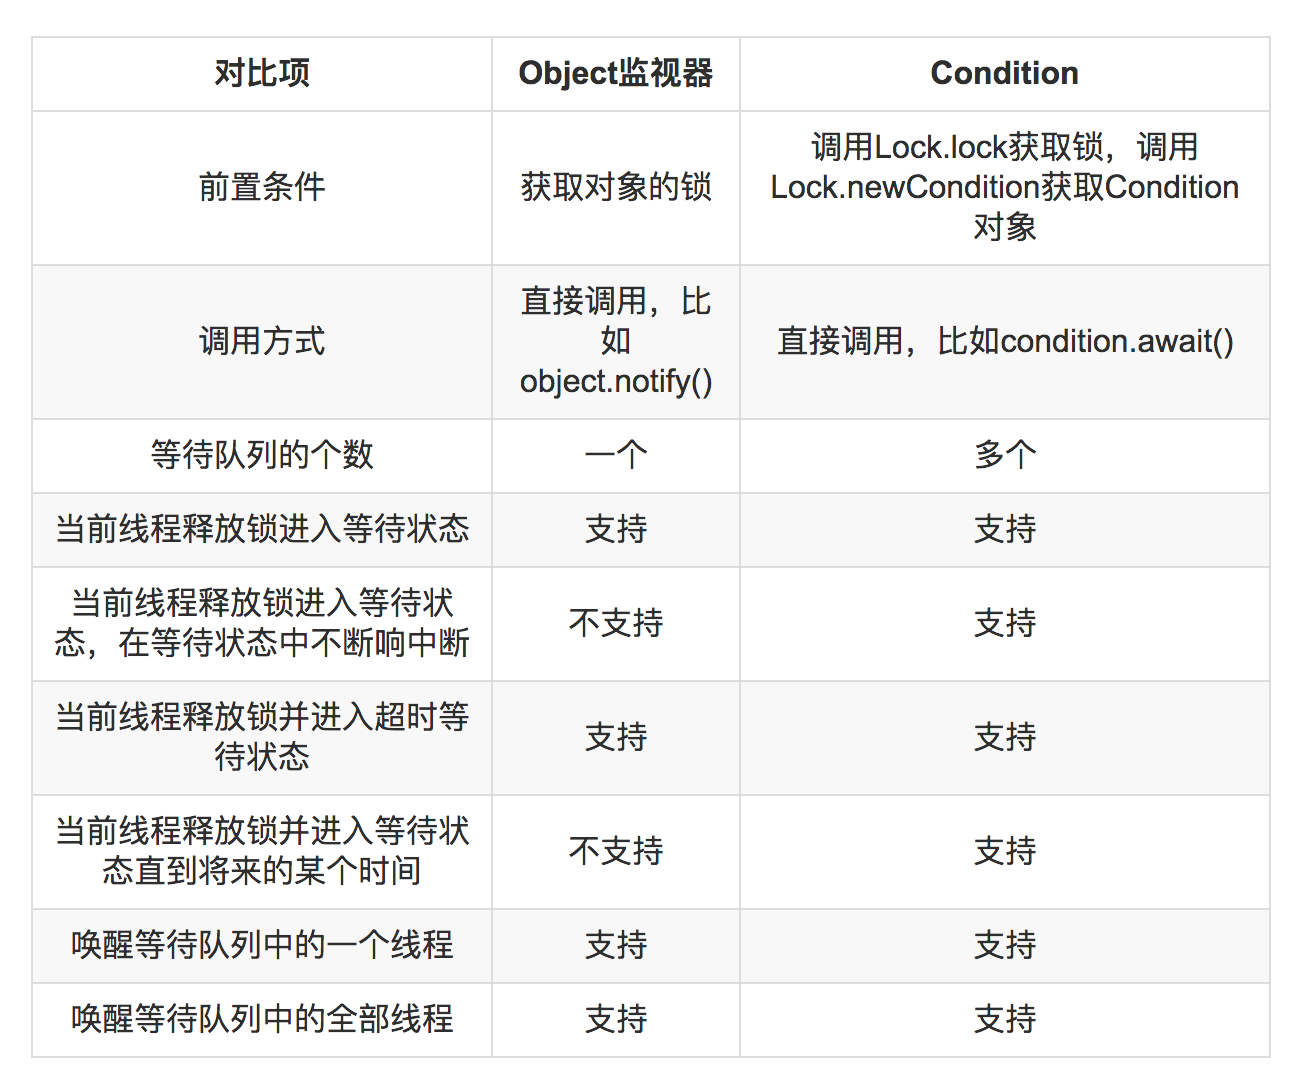 对比项
Object监视器
Condition
前置条件
获取对象的锁
调用Lock.lock获取锁，调用
Lock.newCondition获取Condition
对象
调用方式
直接调用，比
如
object.notify()
直接调用，比如condition.await()
等待队列的个数
一个
多个
当前线程释放锁进入等待状态
支持
支持
当前线程释放锁进入等待状
态，在等待状态中不断响中断
不支持
支持
当前线程释放锁并进入超时等
待状态
支持
支持
当前线程释放锁并进入等待状
态直到将来的某个时间
不支持
支持
唤醒等待队列中的一个线程
支持
支持
唤醒等待队列中的全部线程
支持
支持